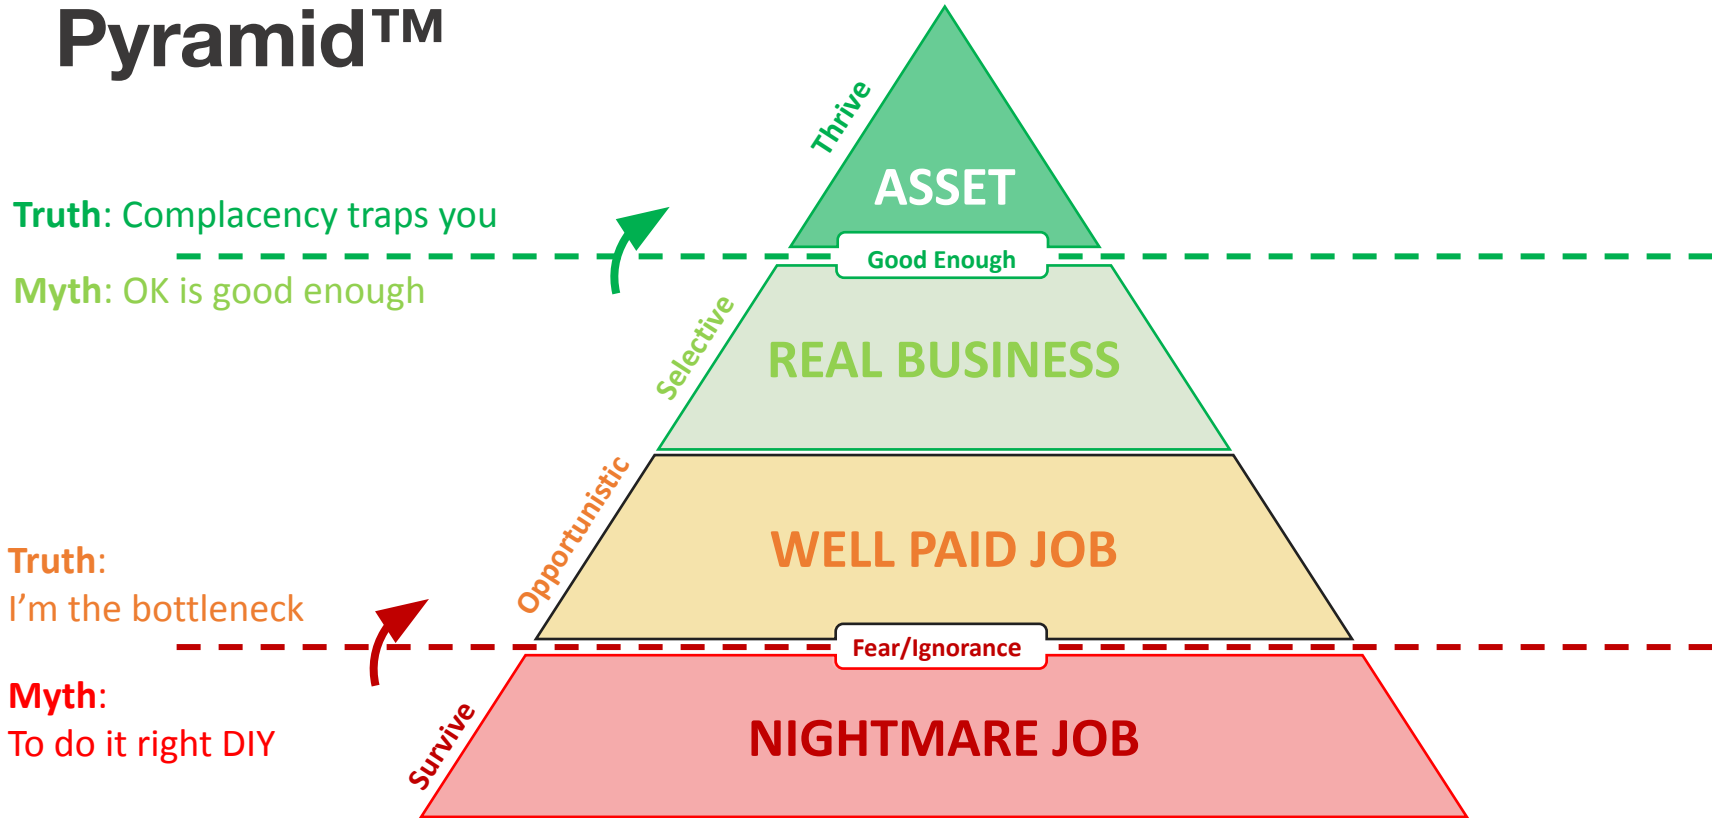 Pyramid™
Thrive
ASSET
Truth: Complacency traps you
Good Enough
Myth: OK is good enough
Selective
REAL BUSINESS
Opportunistic
WELL PAID JOB
Truth:
I’m the bottleneck
Fear/Ignorance
Myth:
To do it right DIY
Survive
NIGHTMARE JOB